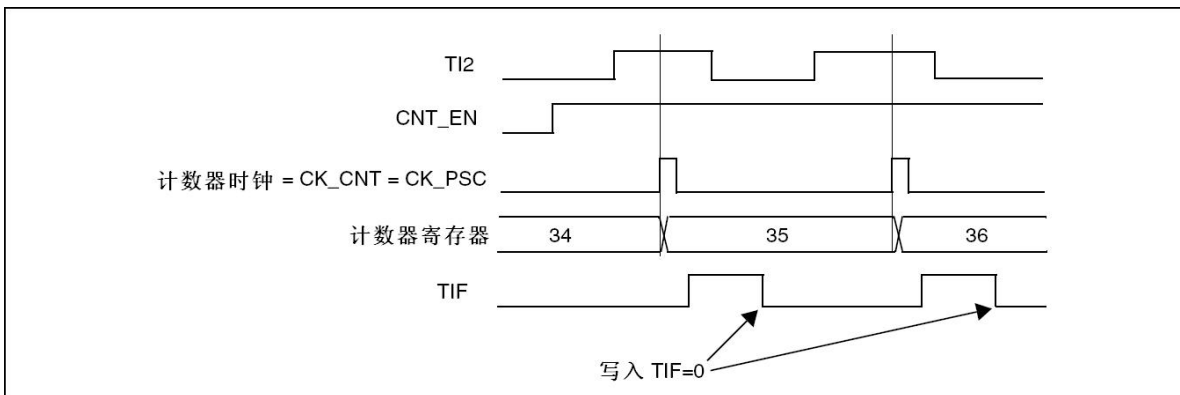 TI2
CNT_EN
计数器时钟 = CK_CNT = CK_PSC
计数器寄存器 34 35 36
TIF
写入 TIF=0